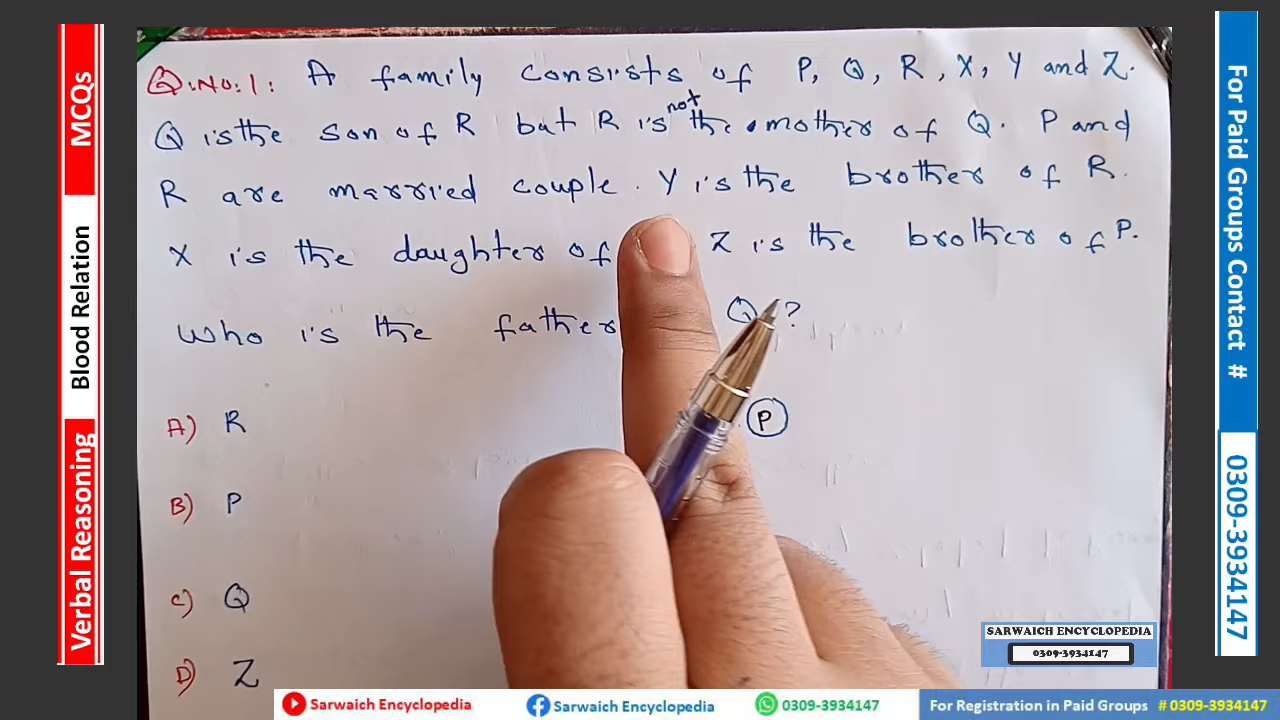 Q.No.1: A family consists of P, Q, R, X, Y and Z.
not
Q is the son of R but R is the mother of Q. P and
R are married couple. Y is the brother of R.
X is the daughter of Z is the brother of P.
Who is the father Q ?
A) R
P
B) P
C) Q
D) Z
MCQs
Blood Relation
Verbal Reasoning
For Paid Groups Contact #
0309-3934147
SARWAICH ENCYCLOPEDIA
0309-3934147
Sarwaich Encyclopedia
Sarwaich Encyclopedia
0309-3934147
For Registration in Paid Groups # 0309-3934147